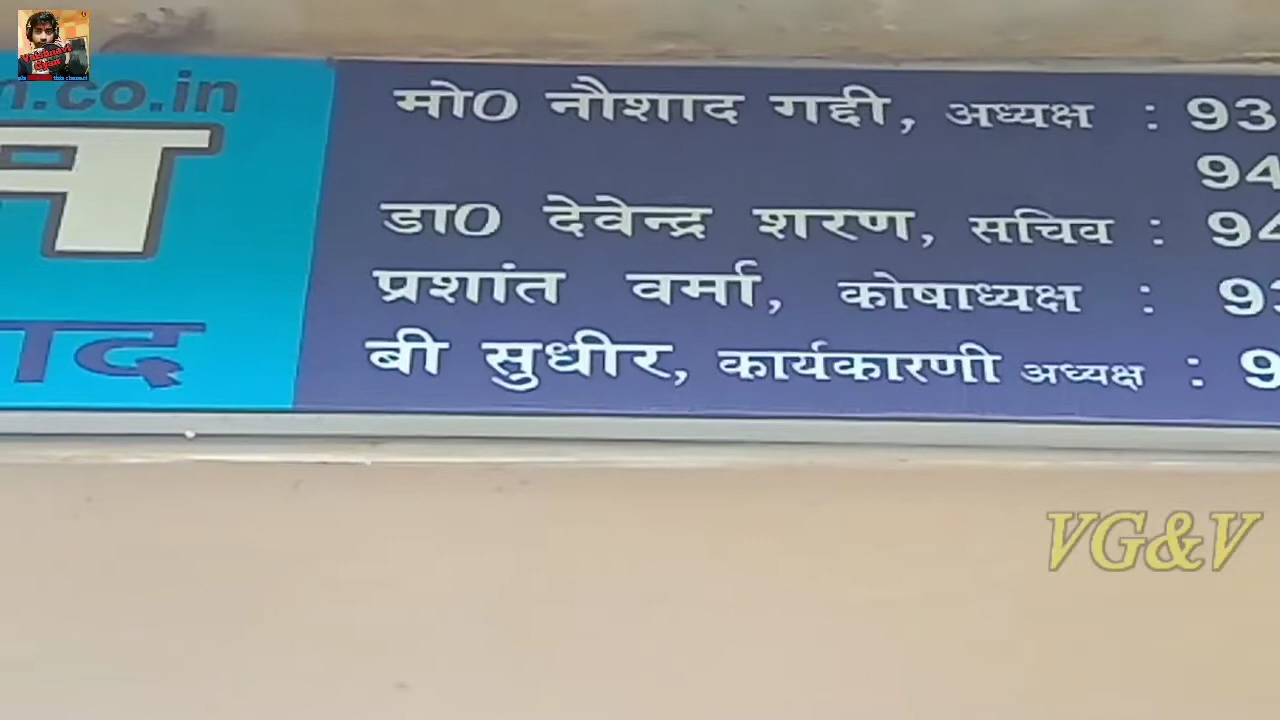 m.co.in
मो0 नौशाद गद्दी, अध्यक्ष : 93
94
डा0 देवेन्द्र शरण, सचिव : 94
प्रशांत वर्मा, कोषाध्यक्ष : 93
बी सुधीर, कार्यकारणी अध्यक्ष : 9
न
ाद
VG&V